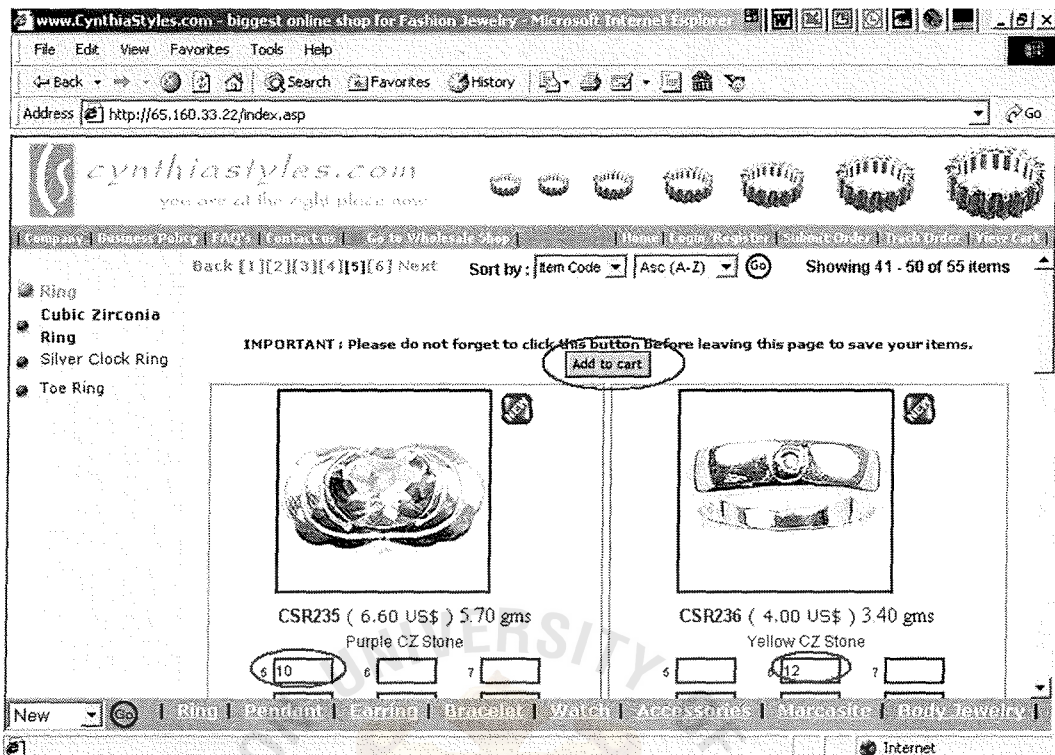 www.CynthiaStyles.com - biggest online shop for Fashion Jewelry - Microsoft Internet Explorer
File Edit View Favorites Tools Help
Back Search Favorites History
Address http://65.160.33.22/index.asp Go
cynthiastyles.com
you are at the right place now
| Company | Business Policy | FAQ's | Contact us | Go to Wholesale Shop | | Home | Login/Register | Submit Order | Track Order | View Cart |
Back [1][2][3][4][5][6] Next Sort by : Item Code Asc (A-Z) Go Showing 41 - 50 of 55 items
Ring
Cubic Zirconia
Ring
Silver Clock Ring
Toe Ring
IMPORTANT : Please do not forget to click this button before leaving this page to save your items.
Add to cart
NEW NEW
CSR235 ( 6.60 US$ ) 5.70 gms CSR236 ( 4.00 US$ ) 3.40 gms
Purple CZ Stone Yellow CZ Stone
5 10 6 7 5 6 12 7
UNIVERSITY
New Go | Ring | Pendant | Earring | Bracelet | Watch | Accessories | Marcasite | Body Jewelry |
Internet